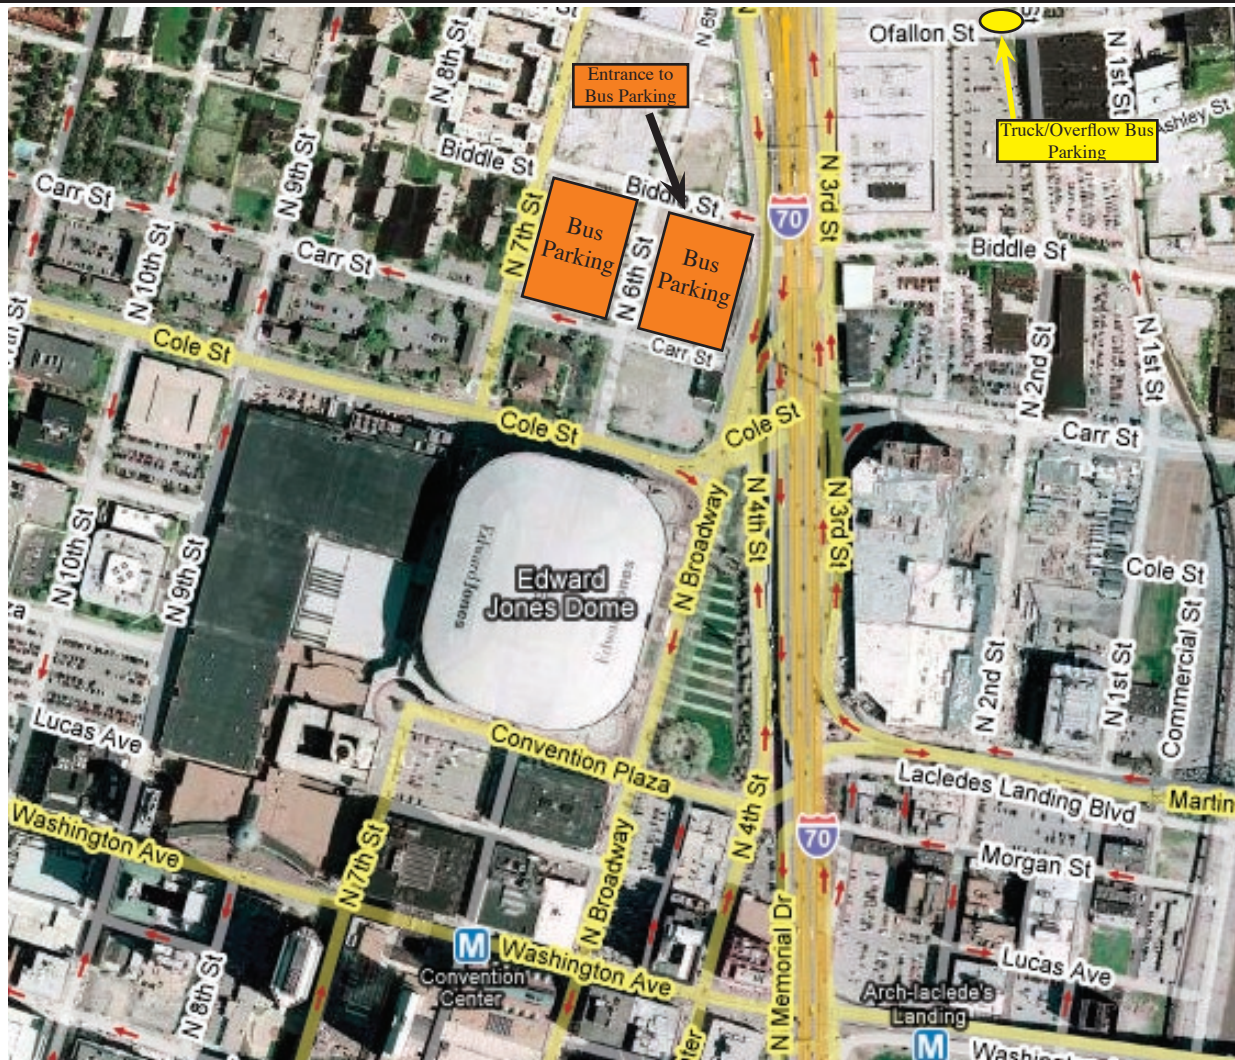 Ofallon St
N 6th
N 8th St
N 1st St
Entrance to
Bus Parking
Truck/Overflow Bus
Parking
Ashley St
Biddle St
N 9th St
Carr St
N 10th St
N 7th St
Bus
Parking
N 6th St
Bus
Parking
Biddle St
70
N 3rd St
Biddle St
Carr St
Carr St
Cole St
N 2nd St
N 1st St
Cole St
Cole St
Carr St
N 10th St
N 9th St
Edward
Jones Dome
EdwardJones
N Broadway
N 4th St
N 3rd St
Cole St
N 2nd St
N 1st St
Commercial St
Lucas Ave
Convention Plaza
Lacledes Landing Blvd
Martin
Washington Ave
N 7th St
N Broadway
N 4th St
70
Morgan St
M
Convention
Center
Washington Ave
N Memorial Dr
Lucas Ave
Arch-laclede's
Landing
M
N 8th St
Washington